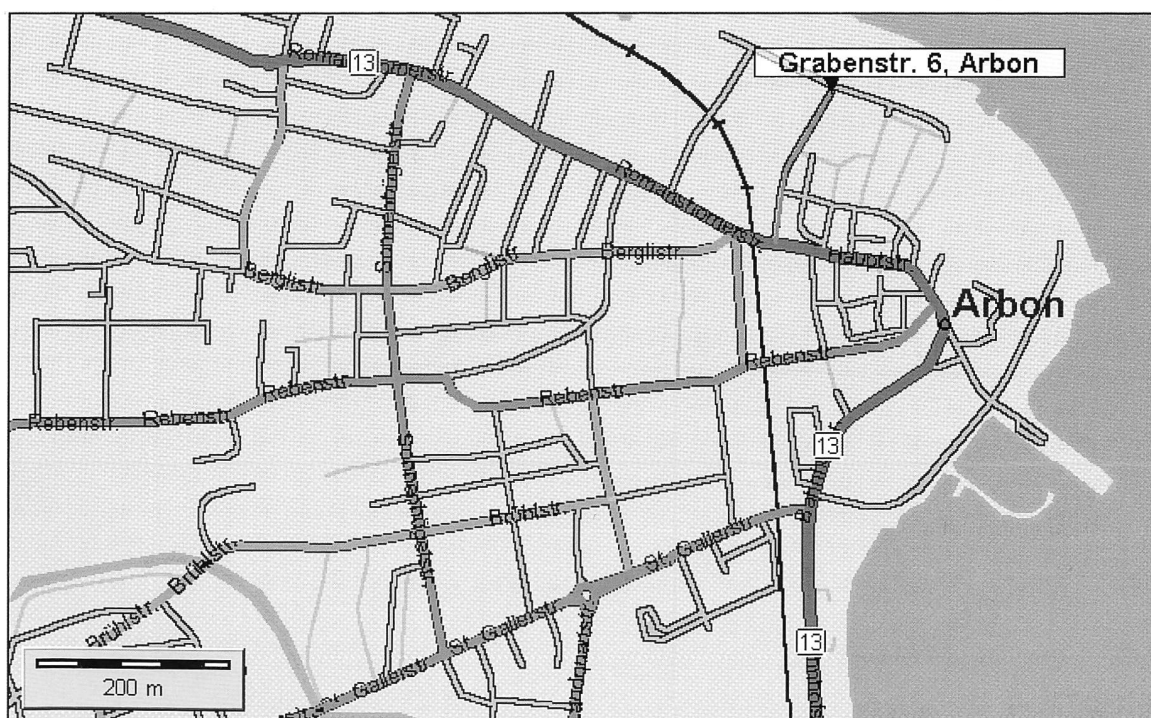 Grabenstr. 6, Arbon
13
Romanshornerstr.
Hauptstr.
Berglistr.
Berglistr.
Berglistr.
Arbon
Rebenstr.
Rebenstr.
Rebenstr.
Rebenstr.
Rebenstr.
13
Brühlstr.
Brühlstr.
Brühlstr.
St. Gallerstr.
St. Gallerstr.
St. Gallerstr.
13
200 m